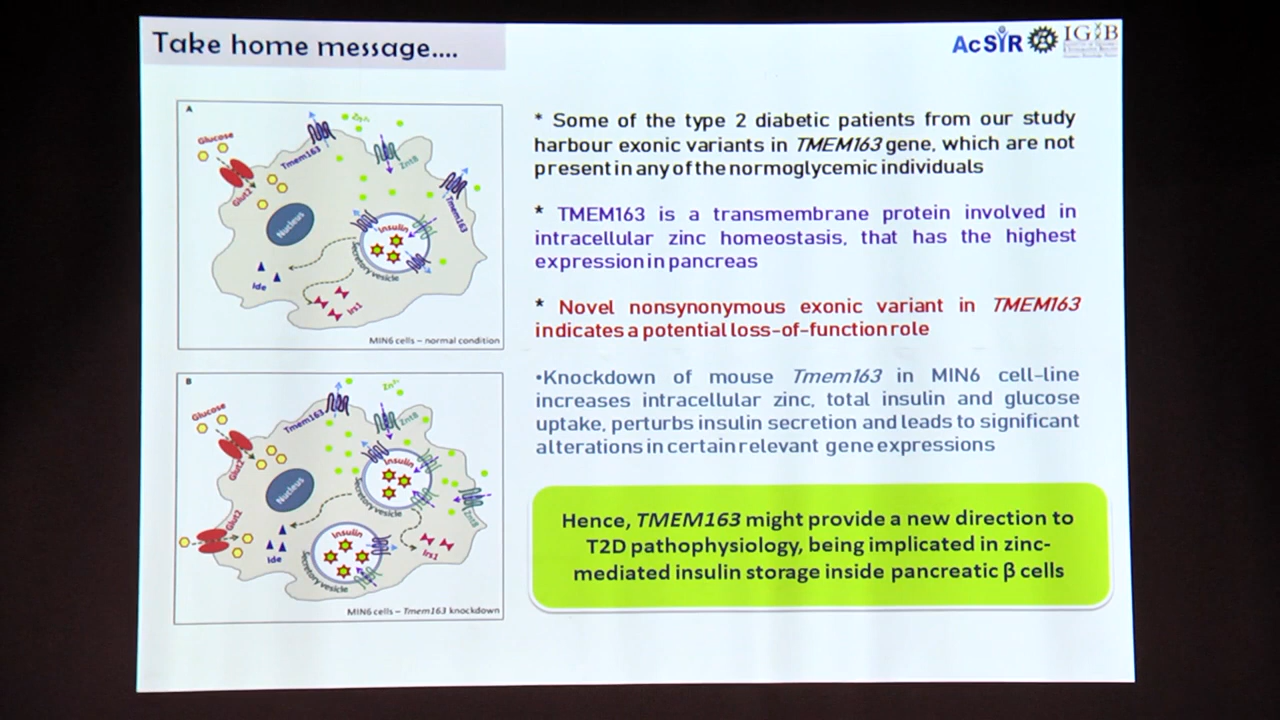 Take home message....
AcSIR
IGIB
A
Glucose
Tmem163
Znt8
Glut2
Tmem163
Nucleus
Insulin
Secretory vesicle
Ide
Irs1
MIN6 cells – normal condition
B
Zn²⁺
Glucose
Tmem163
Znt8
Glut2
Insulin
Nucleus
Secretory vesicle
Znt8
Glut2
Insulin
Irs1
Ide
Secretory vesicle
MIN6 cells – Tmem163 knockdown
* Some of the type 2 diabetic patients from our study
harbour exonic variants in TMEM163 gene, which are not
present in any of the normoglycemic individuals
* TMEM163 is a transmembrane protein involved in
intracellular zinc homeostasis, that has the highest
expression in pancreas
* Novel nonsynonymous exonic variant in TMEM163
indicates a potential loss-of-function role
•Knockdown of mouse Tmem163 in MIN6 cell-line
increases intracellular zinc, total insulin and glucose
uptake, perturbs insulin secretion and leads to significant
alterations in certain relevant gene expressions
Hence, TMEM163 might provide a new direction to
T2D pathophysiology, being implicated in zinc-
mediated insulin storage inside pancreatic β cells